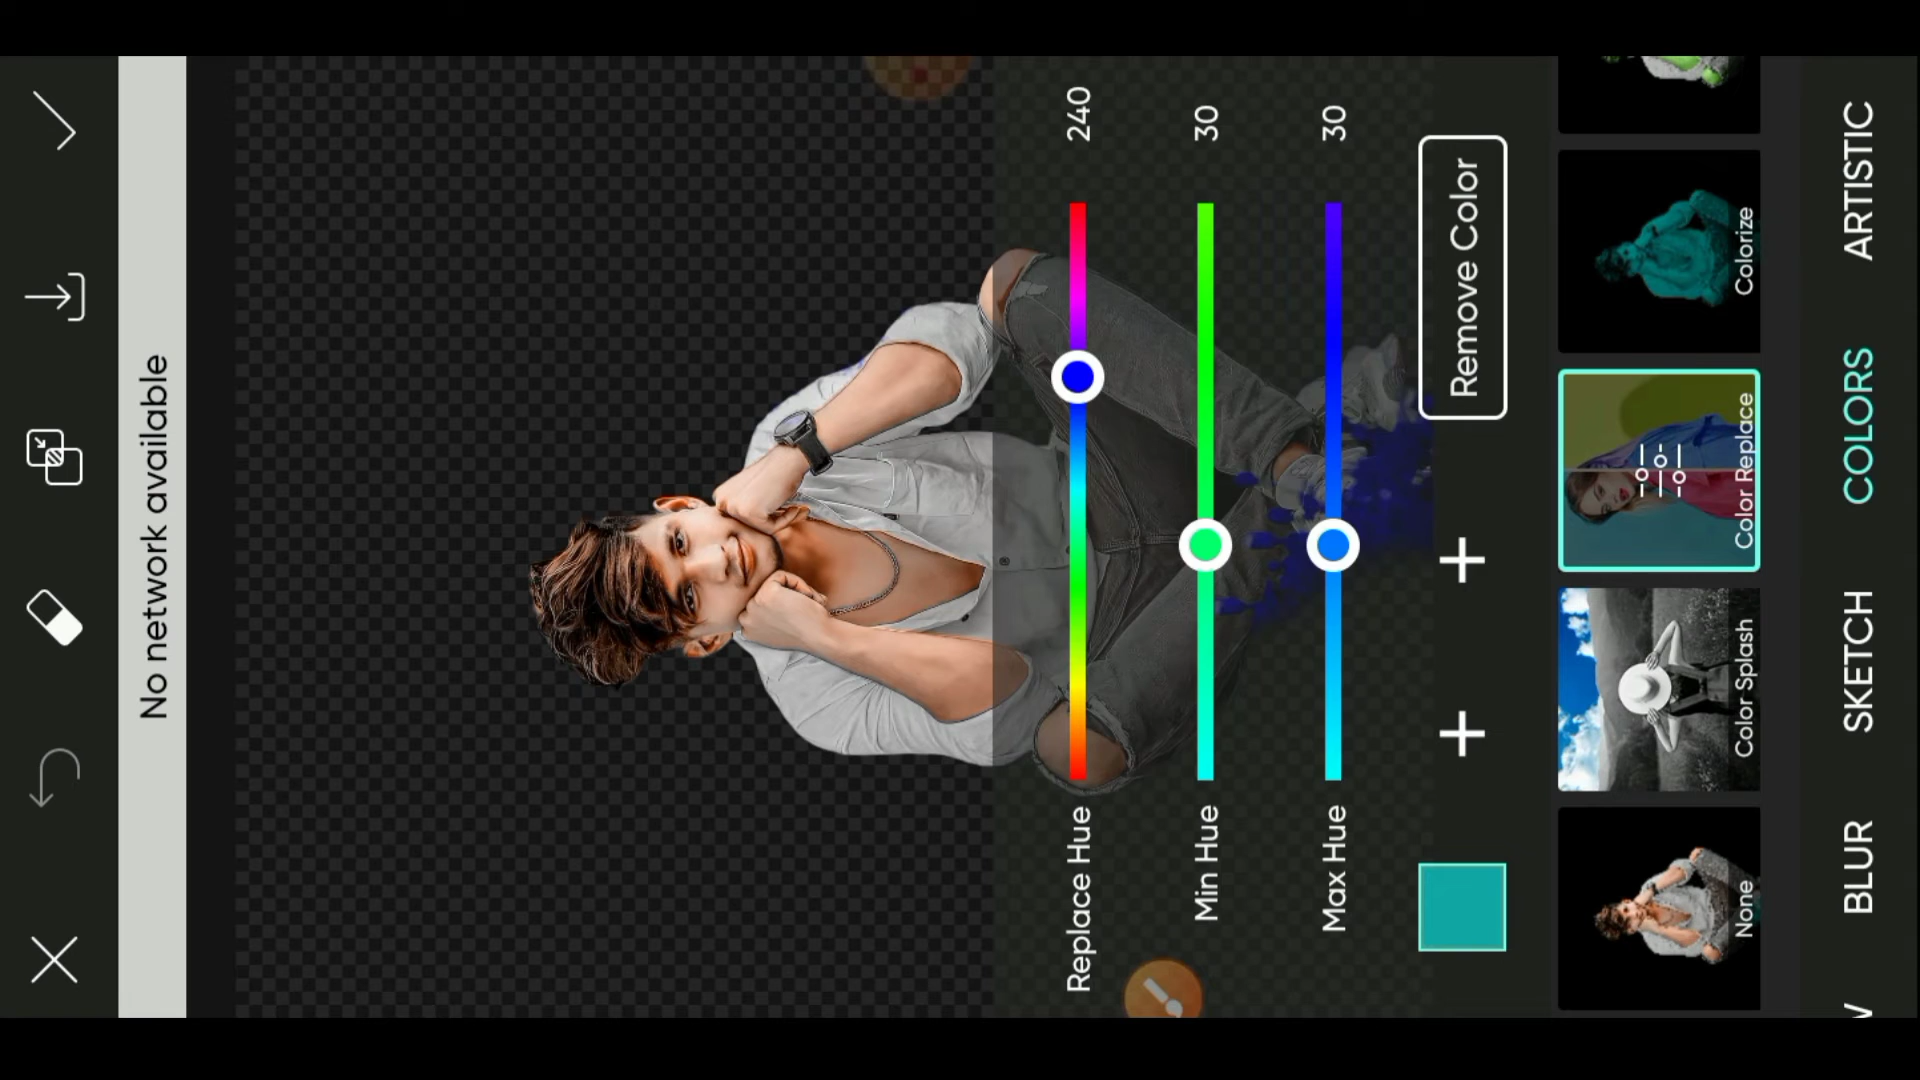 No network available
Replace Hue 240
Min Hue 30
Max Hue 30
Remove Color
None
Color Splash
Color Replace
Colorize
BLUR
SKETCH
COLORS
ARTISTIC